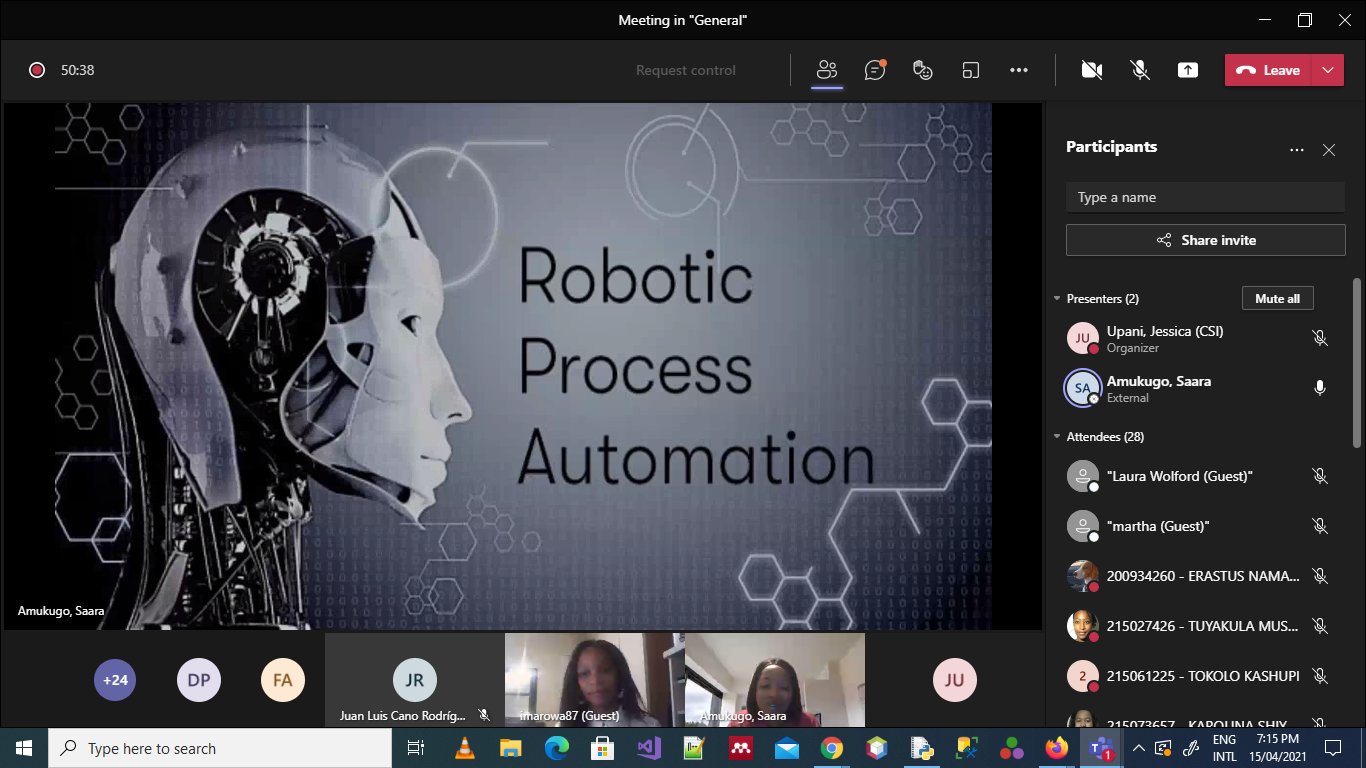 Meeting in "General"
50:38
Request control
Leave
Robotic
Process
Automation
Amukugo, Saara
Participants
Type a name
Share invite
Presenters (2)
Mute all
JU
Upani, Jessica (CSI)
Organizer
SA
Amukugo, Saara
External
Attendees (28)
"Laura Wolford (Guest)"
"martha (Guest)"
200934260 - ERASTUS NAMA...
215027426 - TUYAKULA MUS...
2
215061225 - TOKOLO KASHUPI
+24
DP
FA
JR
Juan Luis Cano Rodríg...
imarowa87 (Guest)
Amukugo, Saara
JU
Type here to search
1
ENG
INTL
7:15 PM
15/04/2021